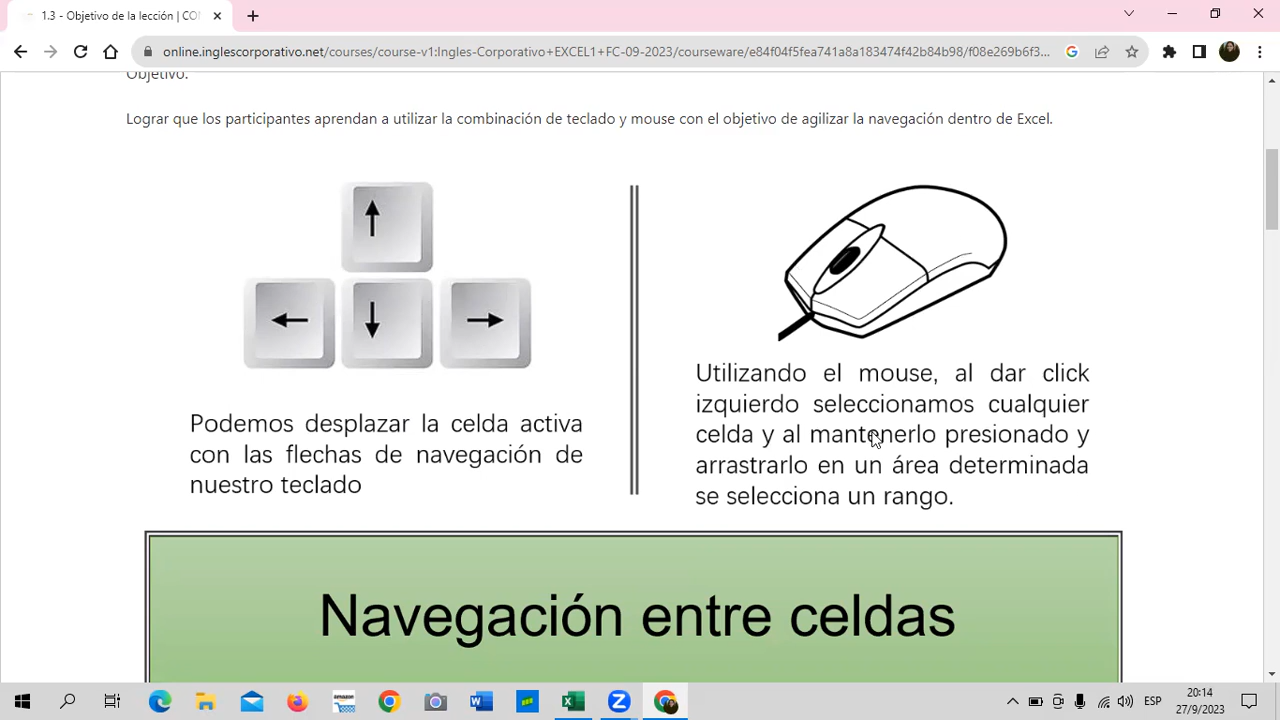 1.3 - Objetivo de la lección | CON
online.inglescorporativo.net/courses/course-v1:Ingles-Corporativo+EXCEL1+FC-09-2023/courseware/e84f04f5fea741a8a183474f42b84b98/f08e269b6f3...
Objetivo:
Lograr que los participantes aprendan a utilizar la combinación de teclado y mouse con el objetivo de agilizar la navegación dentro de Excel.
Podemos desplazar la celda activa
con las flechas de navegación de
nuestro teclado
Utilizando el mouse, al dar click
izquierdo seleccionamos cualquier
celda y al mantenerlo presionado y
arrastrarlo en un área determinada
se selecciona un rango.
Navegación entre celdas
ESP
20:14
27/9/2023